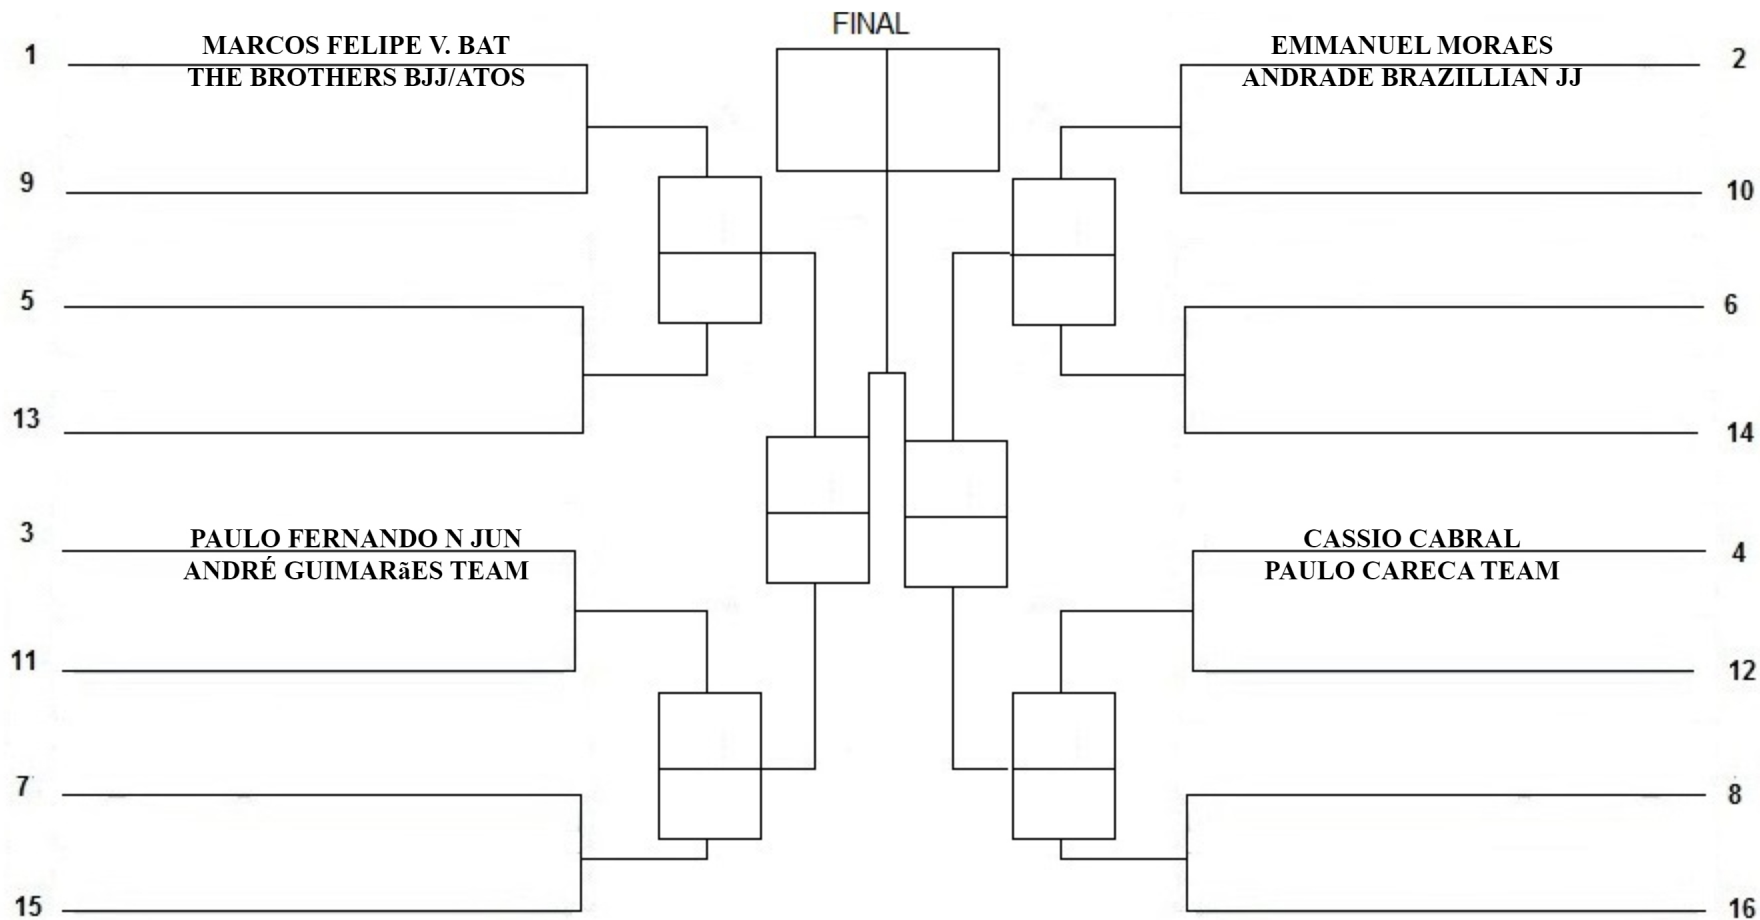 FINAL
1
MARCOS FELIPE V. BAT
THE BROTHERS BJJ/ATOS
9
5
13
3
PAULO FERNANDO N JUN
ANDRÉ GUIMARãES TEAM
11
7
15
EMMANUEL MORAES
ANDRADE BRAZILLIAN JJ
2
10
6
14
CASSIO CABRAL
PAULO CARECA TEAM
4
12
8
16